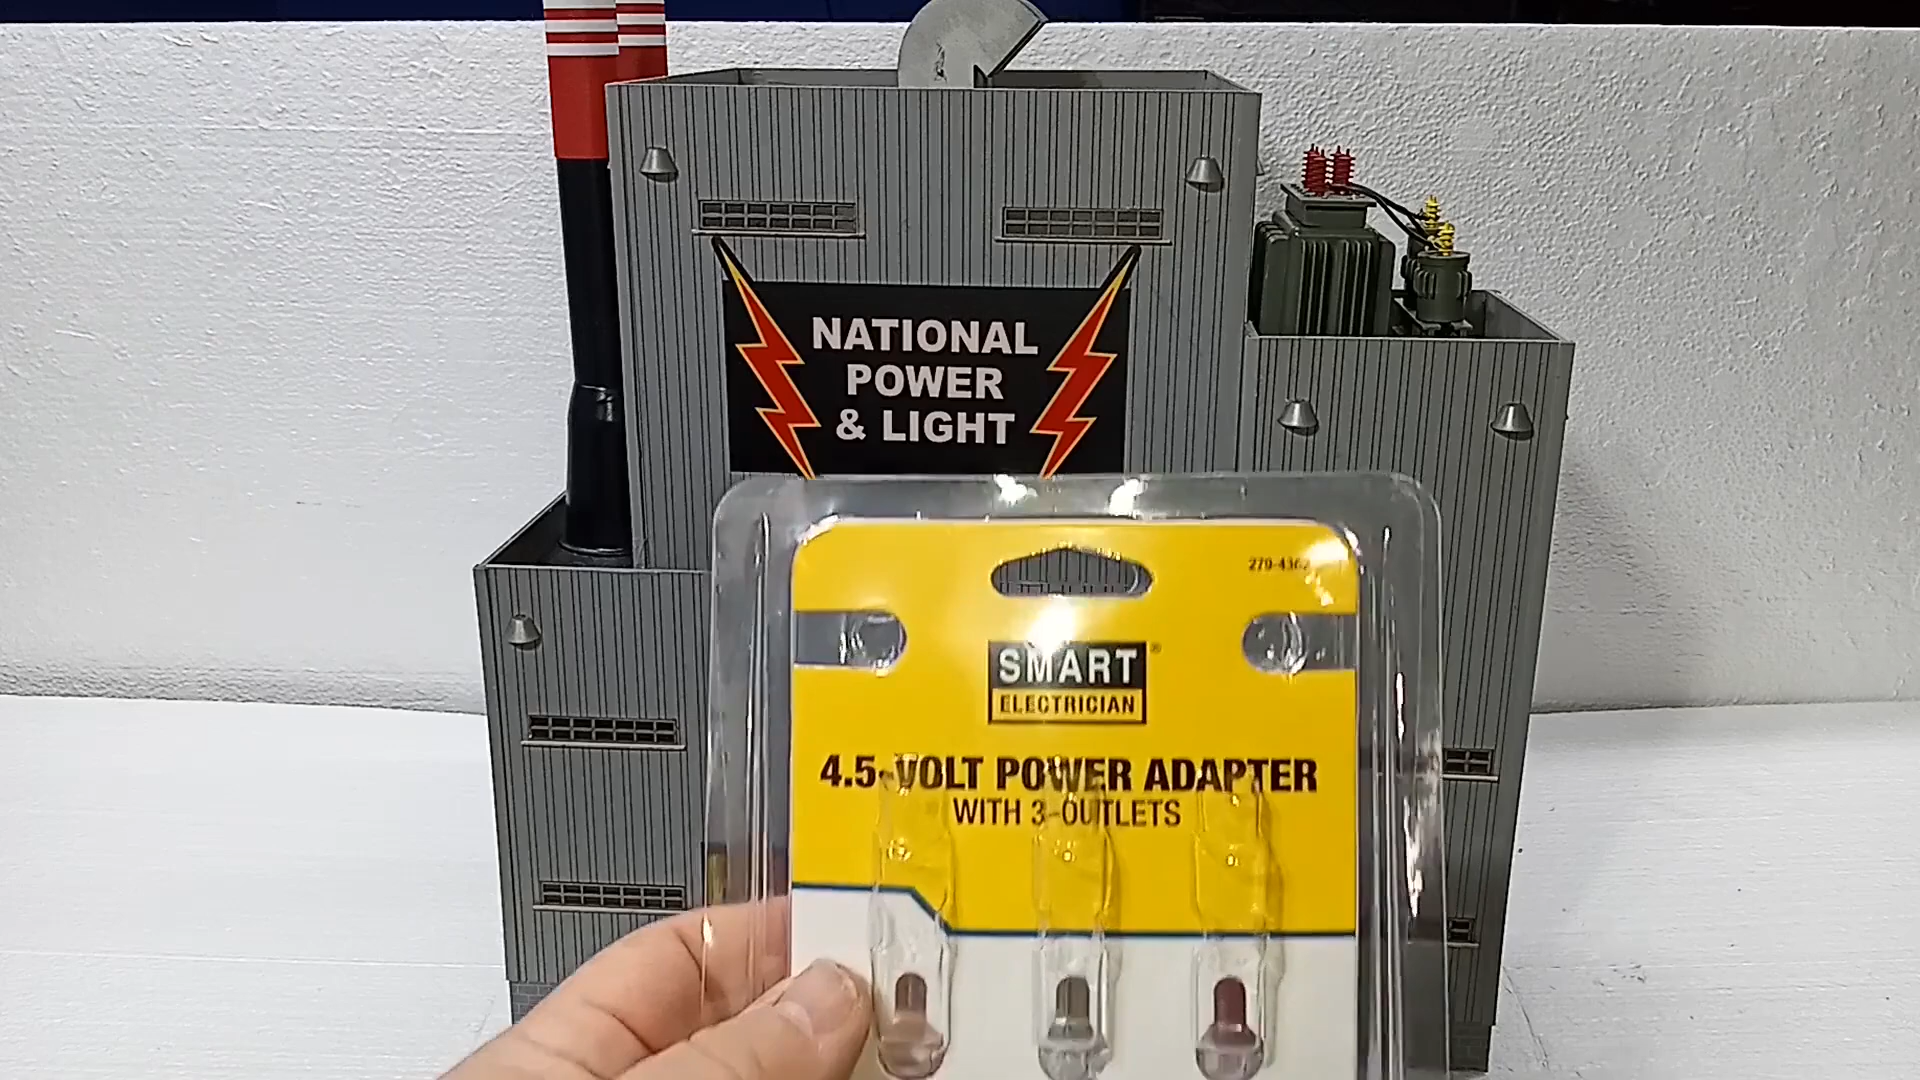 NATIONAL
POWER
& LIGHT
SMART®
ELECTRICIAN
4.5-VOLT POWER ADAPTER
WITH 3-OUTLETS